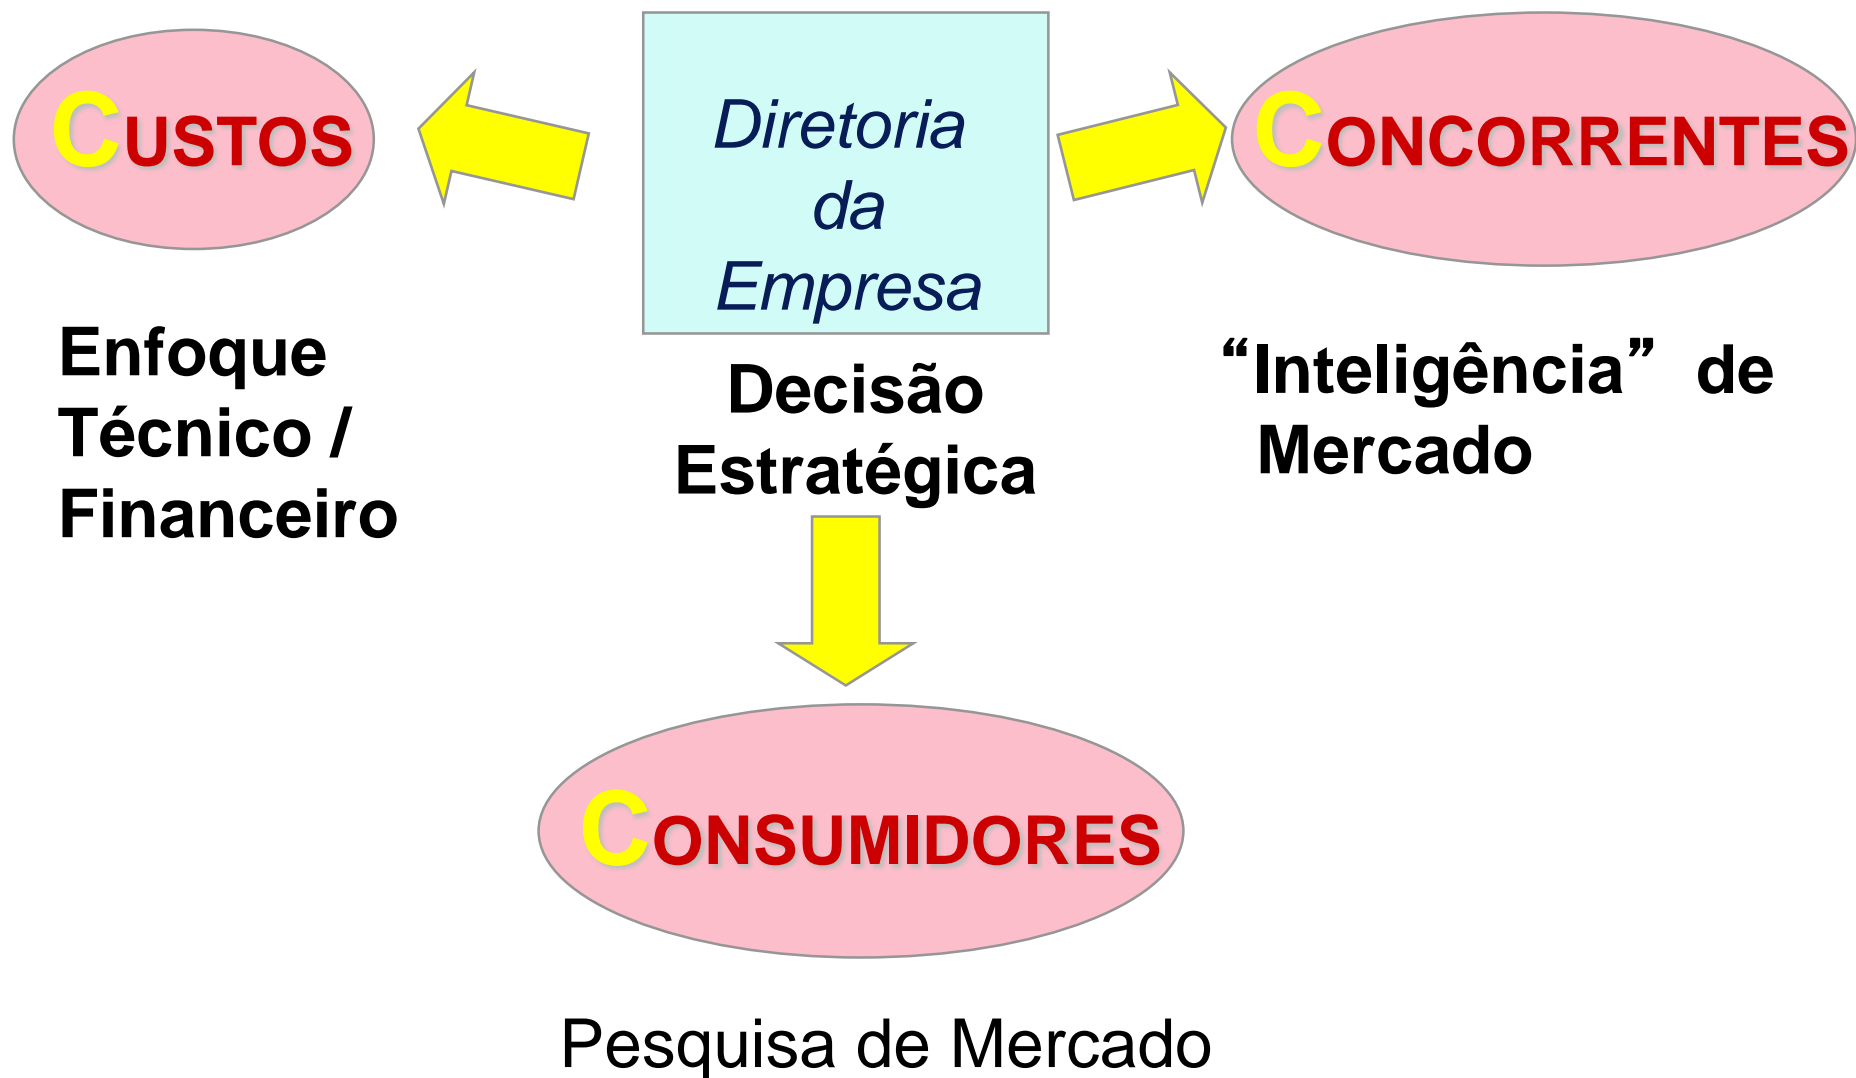 CUSTOS
Enfoque
Técnico /
Financeiro
Diretoria
da
Empresa
Decisão
Estratégica
CONCORRENTES
“Inteligência” de
Mercado
CONSUMIDORES
Pesquisa de Mercado